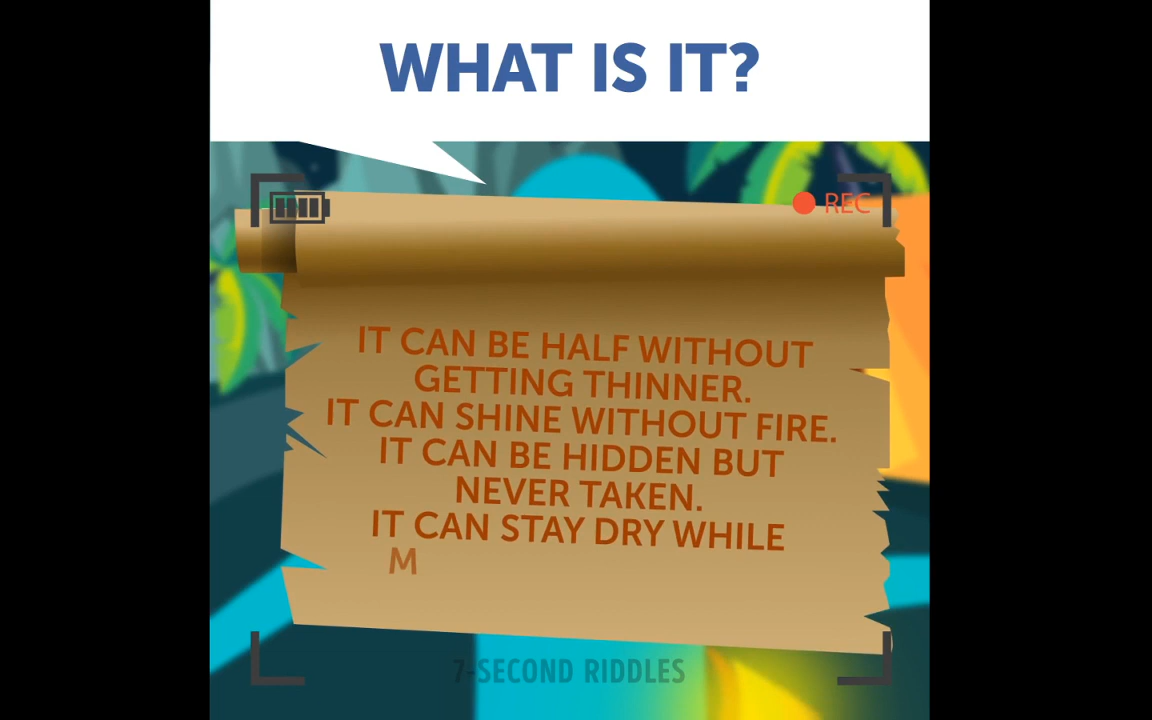 WHAT IS IT?
REC
IT CAN BE HALF WITHOUT
GETTING THINNER.
IT CAN SHINE WITHOUT FIRE.
IT CAN BE HIDDEN BUT
NEVER TAKEN.
IT CAN STAY DRY WHILE
M
7-SECOND RIDDLES